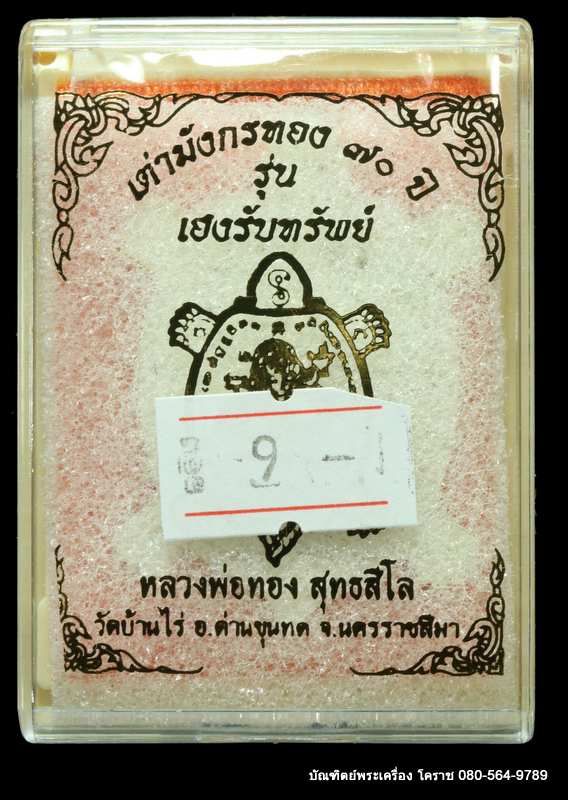 เต่ามังกรทอง ๗๐ ปี
รุ่น
เฮงรับทรัพย์
9 -
หลวงพ่อทอง สุทธสีโล
วัดบ้านไร่ อ.ด่านขุนทด จ.นครราชสีมา
บัณฑิตย์พระเครื่อง โคราช 080-564-9789